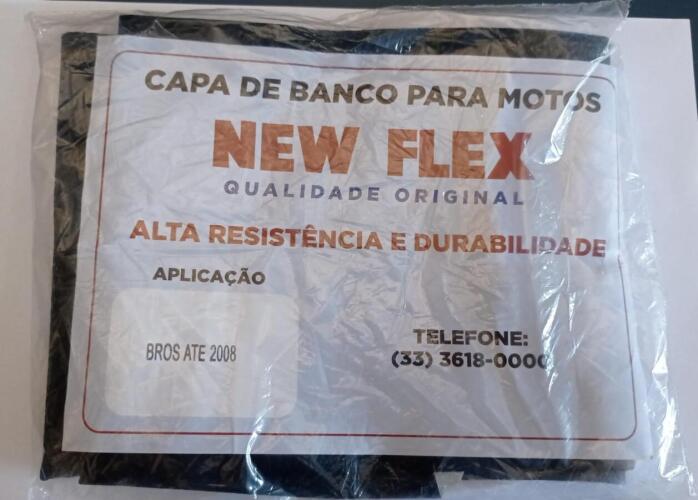 CAPA DE BANCO PARA MOTOS
NEW FLEX
QUALIDADE ORIGINAL
ALTA RESISTÊNCIA E DURABILIDADE
APLICAÇÃO
BROS ATE 2008
TELEFONE:
(33) 3618-0000